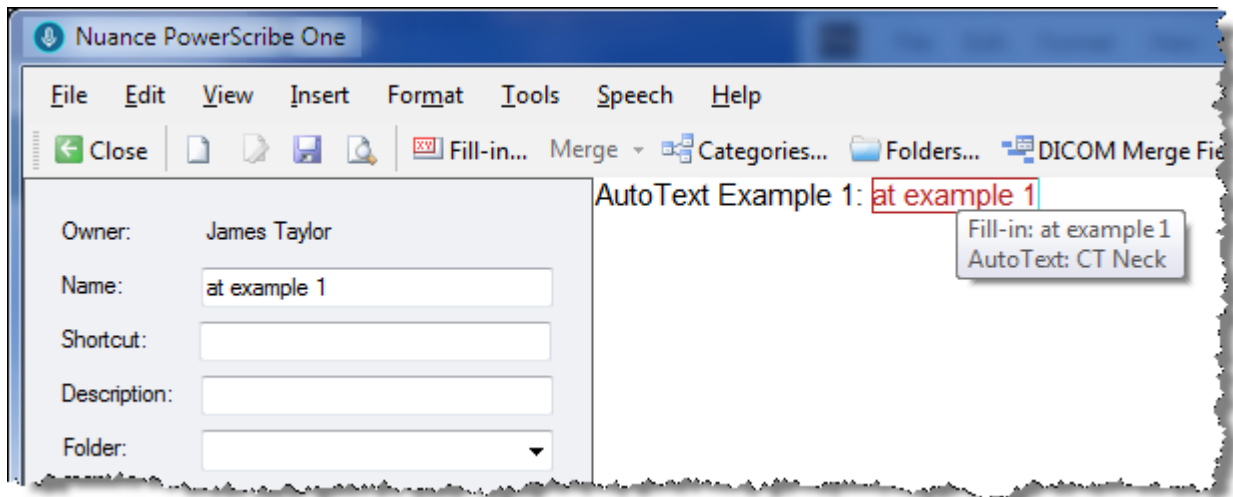 Nuance PowerScribe One
File Edit View Insert Format Tools Speech Help
Close Fill-in... Merge Categories... Folders... DICOM Merge Fie
AutoText Example 1: at example 1
Fill-in: at example 1
AutoText: CT Neck
Owner: James Taylor
Name: at example 1
Shortcut:
Description:
Folder: